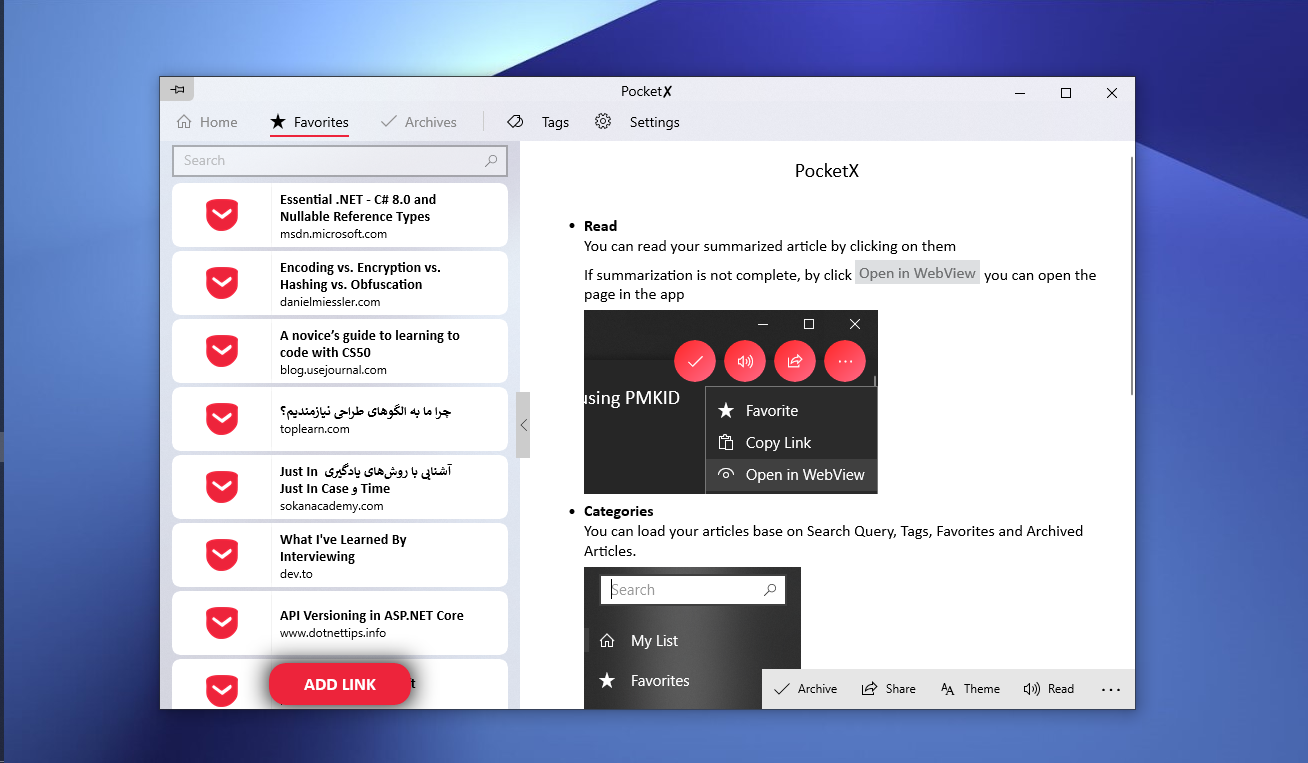 PocketX
Home
Favorites
Archives
Tags
Settings
Search
Essential .NET - C# 8.0 and
Nullable Reference Types
msdn.microsoft.com
Encoding vs. Encryption vs.
Hashing vs. Obfuscation
danielmiessler.com
A novice’s guide to learning to
code with CS50
blog.usejournal.com
چرا ما به الگوهای طراحی نیازمندیم؟
toplearn.com
آشنایی با روش‌های یادگیری Just In
Time و Just In Case
sokanacademy.com
What I've Learned By
Interviewing
dev.to
API Versioning in ASP.NET Core
www.dotnettips.info
ADD LINK
PocketX
• Read
You can read your summarized article by clicking on them
If summarization is not complete, by click Open in WebView you can open the
page in the app
using PMKID
Favorite
Copy Link
Open in WebView
• Categories
You can load your articles base on Search Query, Tags, Favorites and Archived
Articles.
Search
My List
Favorites
Archive
Share
Theme
Read